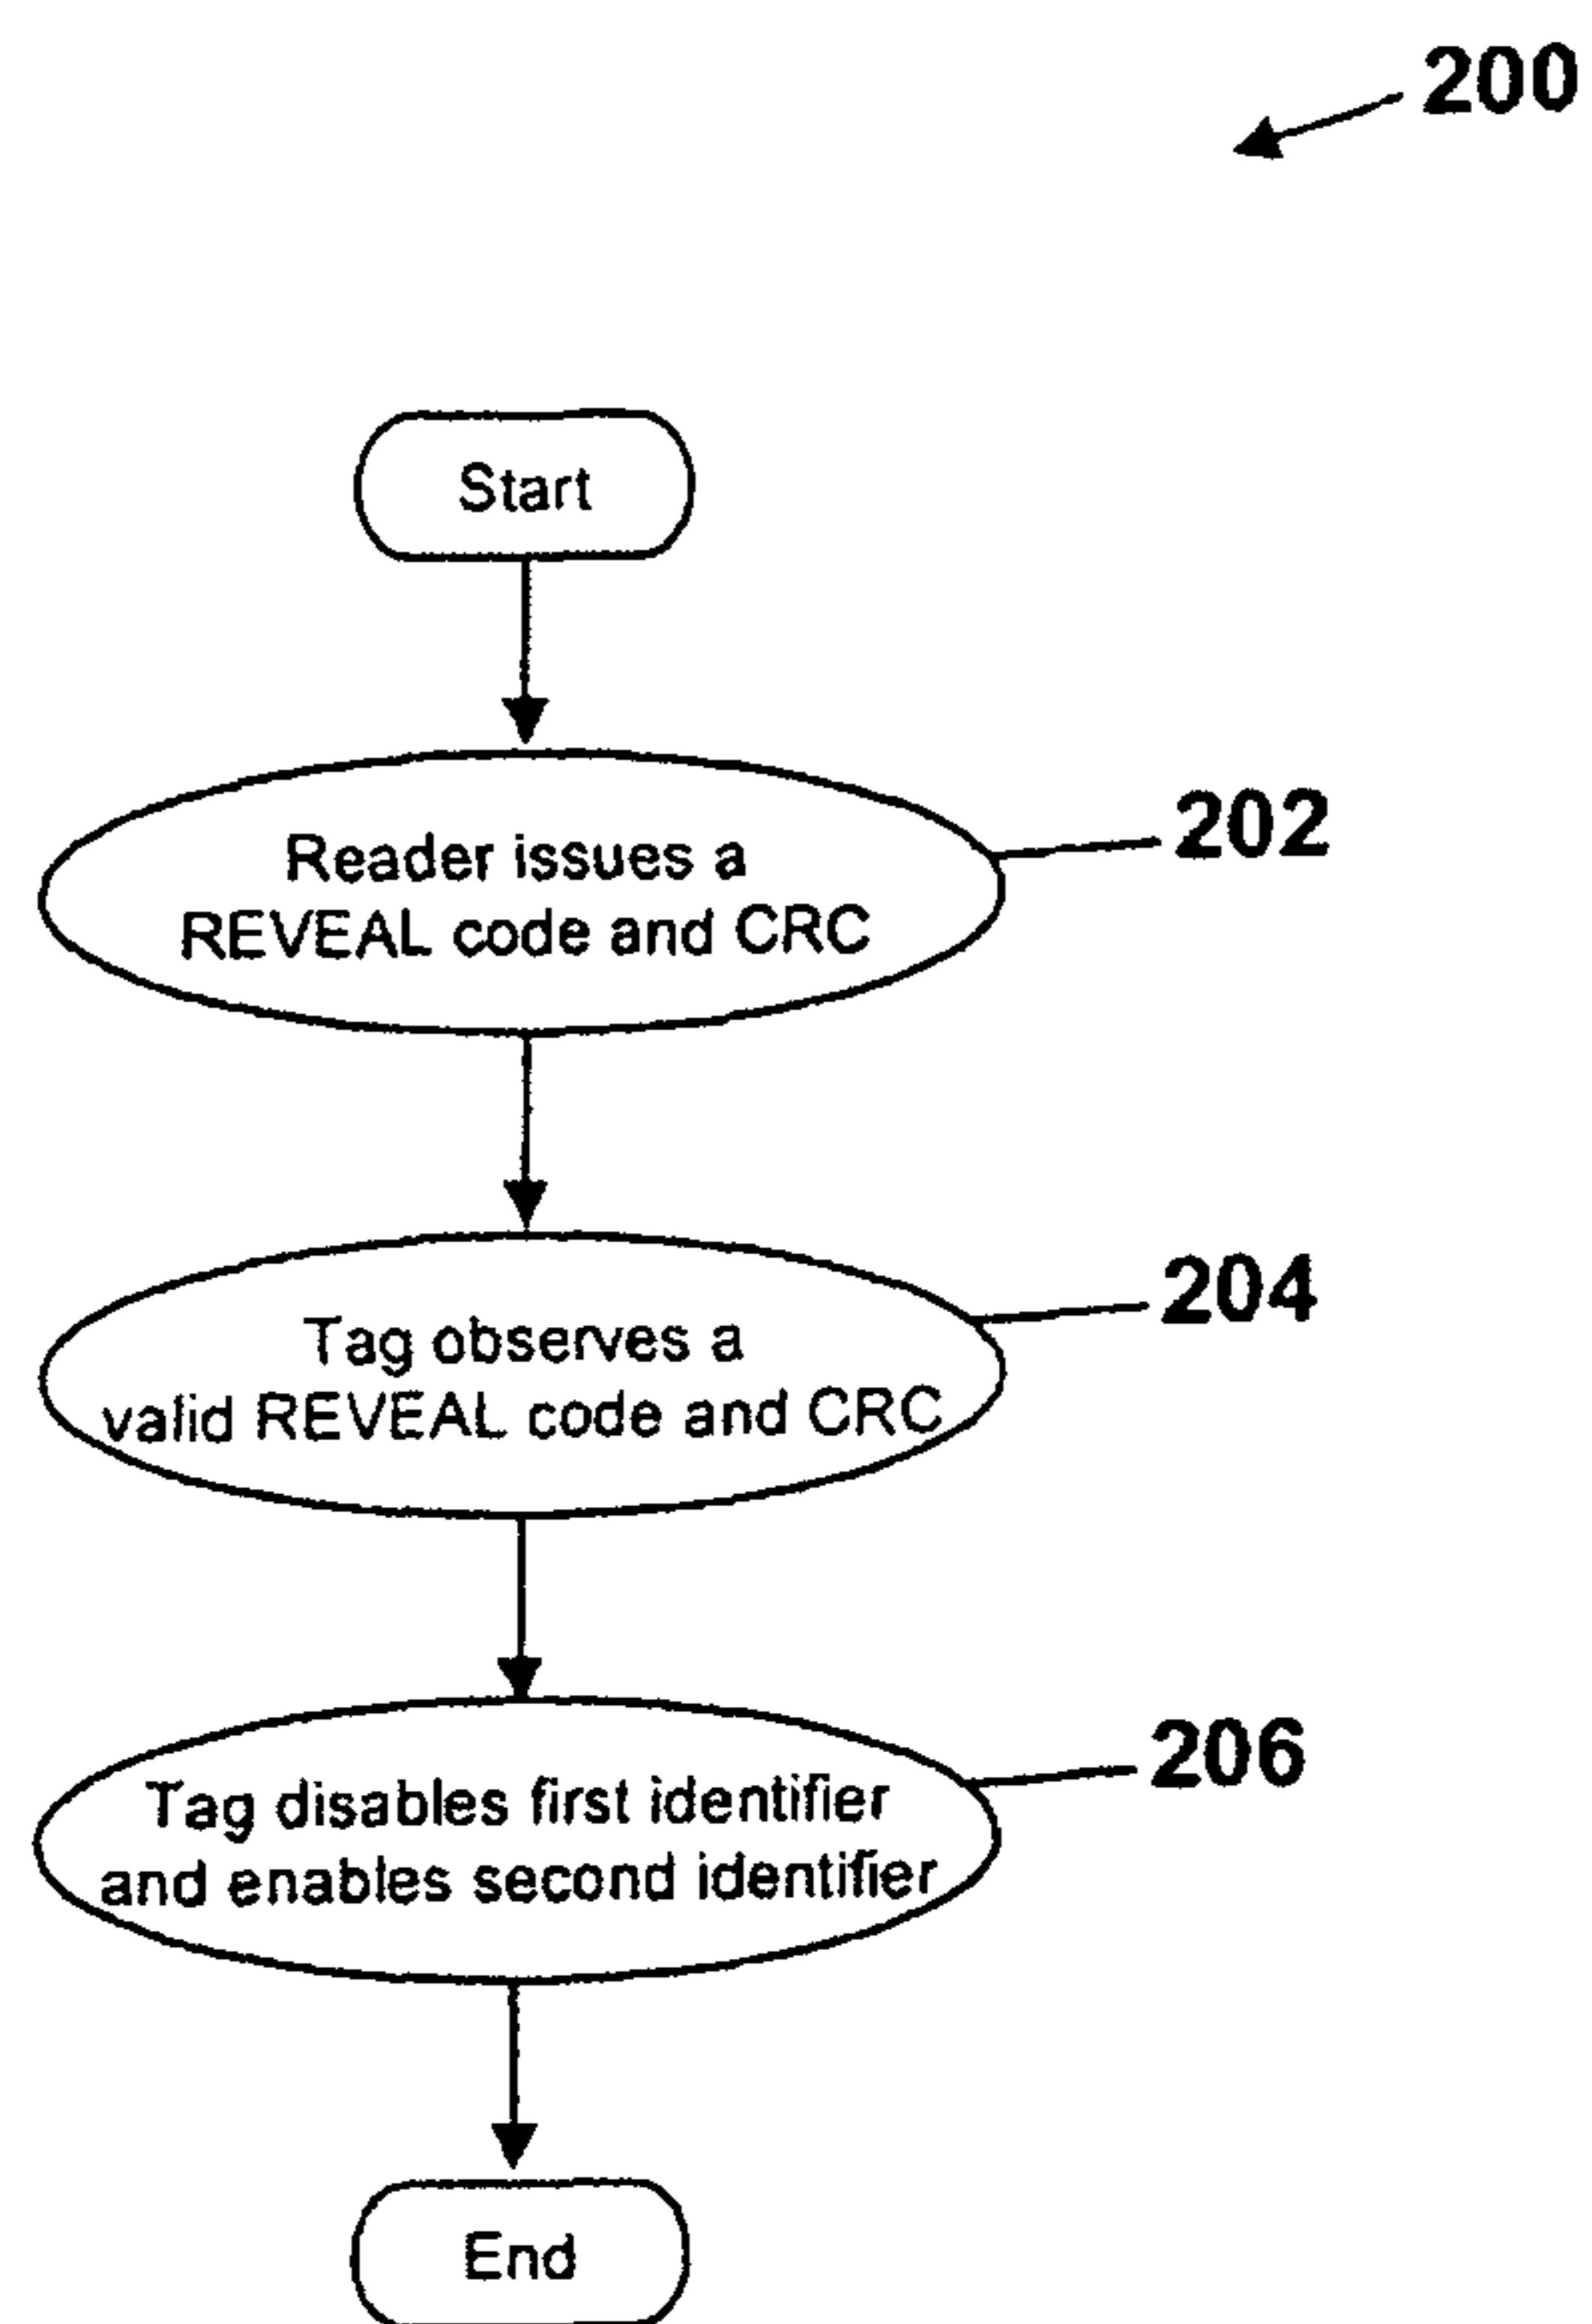 200
Start
Reader issues a
REVEAL code and CRC
202
Tag observes a
valid REVEAL code and CRC
204
Tag disables first identifier
and enables second identifier
206
End